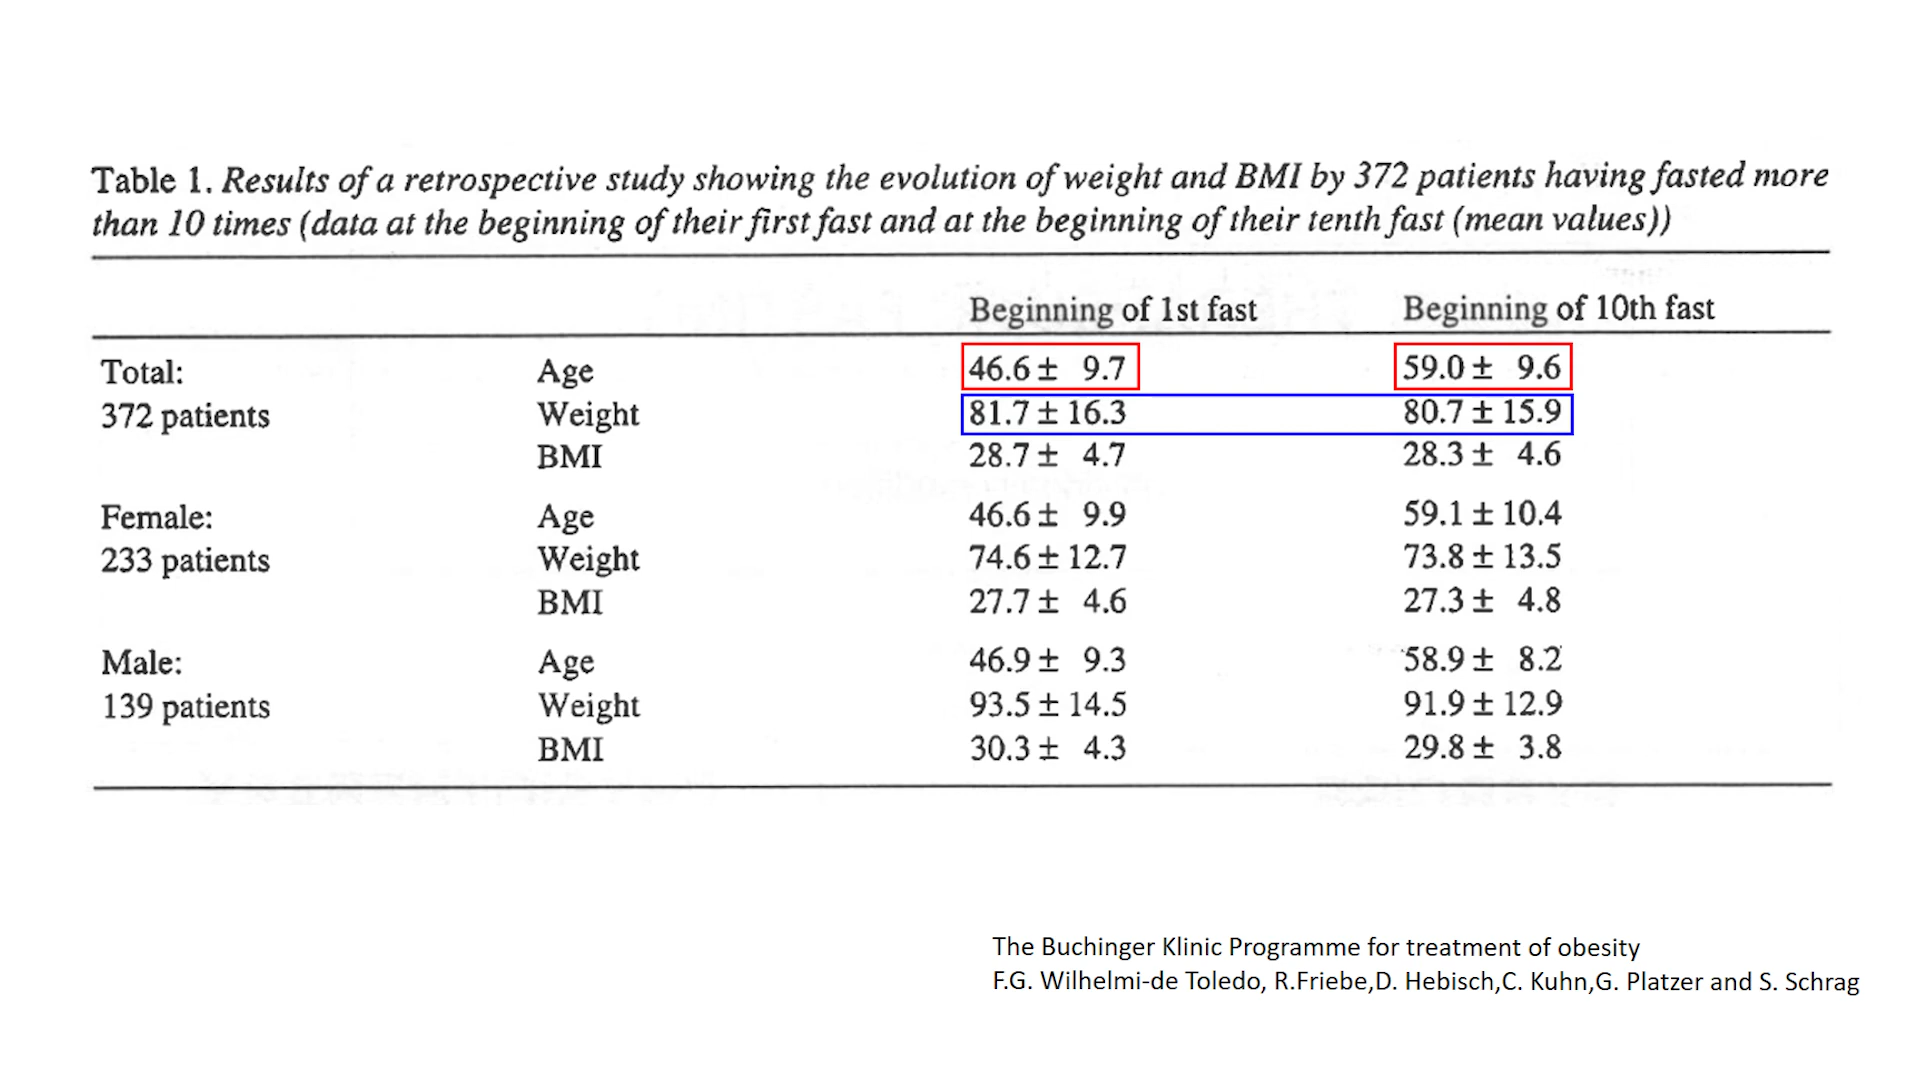 Table 1. Results of a retrospective study showing the evolution of weight and BMI by 372 patients having fasted more
than 10 times (data at the beginning of their first fast and at the beginning of their tenth fast (mean values))
Beginning of 1st fast Beginning of 10th fast
Total: Age 46.6 ± 9.7 59.0 ± 9.6
372 patients Weight 81.7 ± 16.3 80.7 ± 15.9
BMI 28.7 ± 4.7 28.3 ± 4.6
Female: Age 46.6 ± 9.9 59.1 ± 10.4
233 patients Weight 74.6 ± 12.7 73.8 ± 13.5
BMI 27.7 ± 4.6 27.3 ± 4.8
Male: Age 46.9 ± 9.3 58.9 ± 8.2
139 patients Weight 93.5 ± 14.5 91.9 ± 12.9
BMI 30.3 ± 4.3 29.8 ± 3.8
The Buchinger Klinic Programme for treatment of obesity
F.G. Wilhelmi-de Toledo, R.Friebe,D. Hebisch,C. Kuhn,G. Platzer and S. Schrag